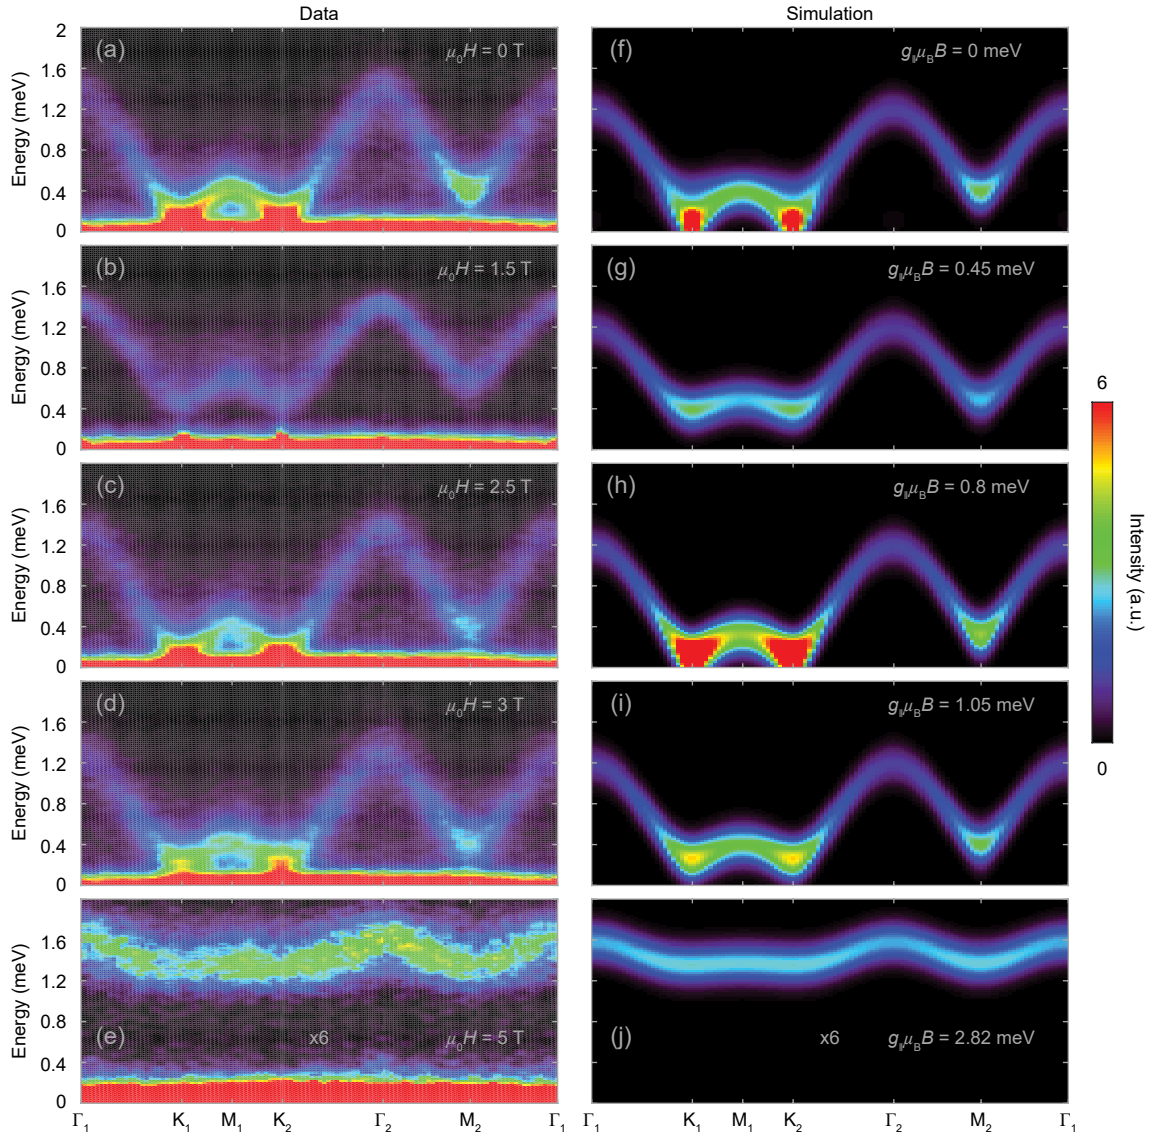 Data
Simulation
2
1.6
1.2
0.8
0.4
0
Energy (meV)
(a)
μ₀H = 0 T
(f)
g∥μ_B B = 0 meV
1.6
1.2
0.8
0.4
0
Energy (meV)
(b)
μ₀H = 1.5 T
(g)
g∥μ_B B = 0.45 meV
1.6
1.2
0.8
0.4
0
Energy (meV)
(c)
μ₀H = 2.5 T
(h)
g∥μ_B B = 0.8 meV
1.6
1.2
0.8
0.4
0
Energy (meV)
(d)
μ₀H = 3 T
(i)
g∥μ_B B = 1.05 meV
1.6
1.2
0.8
0.4
0
Energy (meV)
(e)
x6
μ₀H = 5 T
(j)
x6
g∥μ_B B = 2.82 meV
Γ₁ K₁ M₁ K₂ Γ₂ M₂ Γ₁
Γ₁ K₁ M₁ K₂ Γ₂ M₂ Γ₁
6
Intensity (a.u.)
0